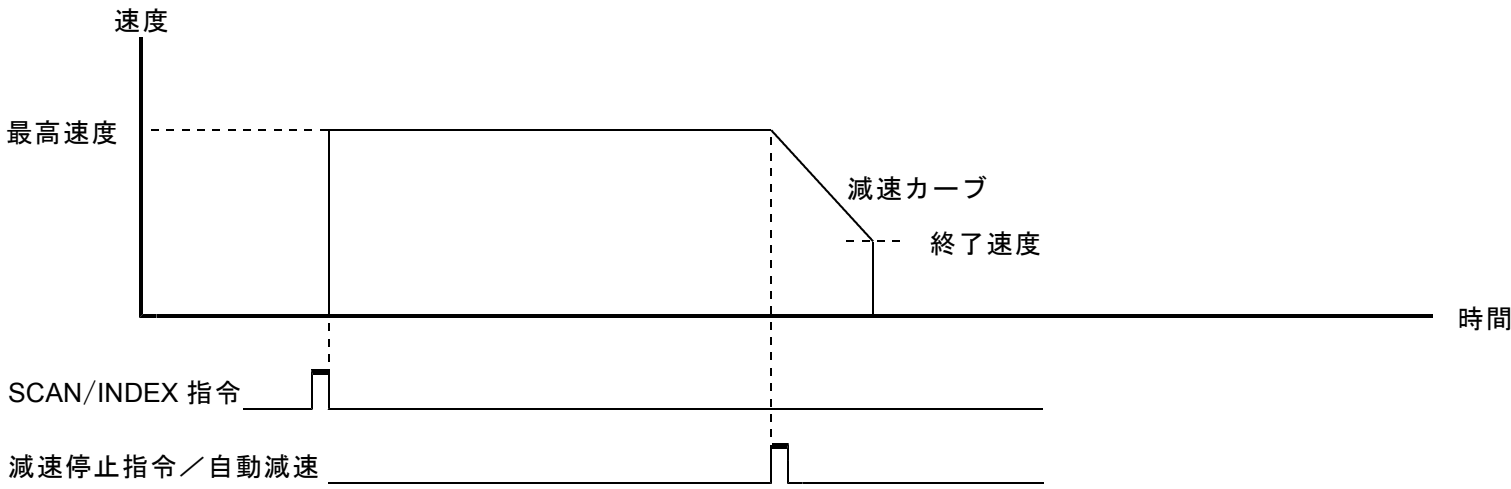 速度
最高速度
減速カーブ
終了速度
時間
SCAN/INDEX 指令
減速停止指令／自動減速